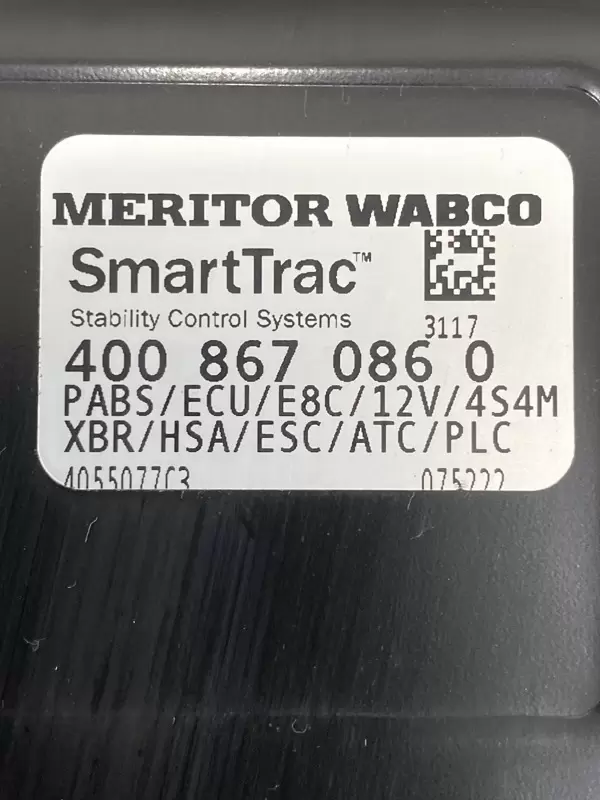 MERITOR WABCO
SmartTrac™
Stability Control Systems
3117
400 867 086 0
PABS/ECU/E8C/12V/4S4M
XBR/HSA/ESC/ATC/PLC
4055077C3 075222